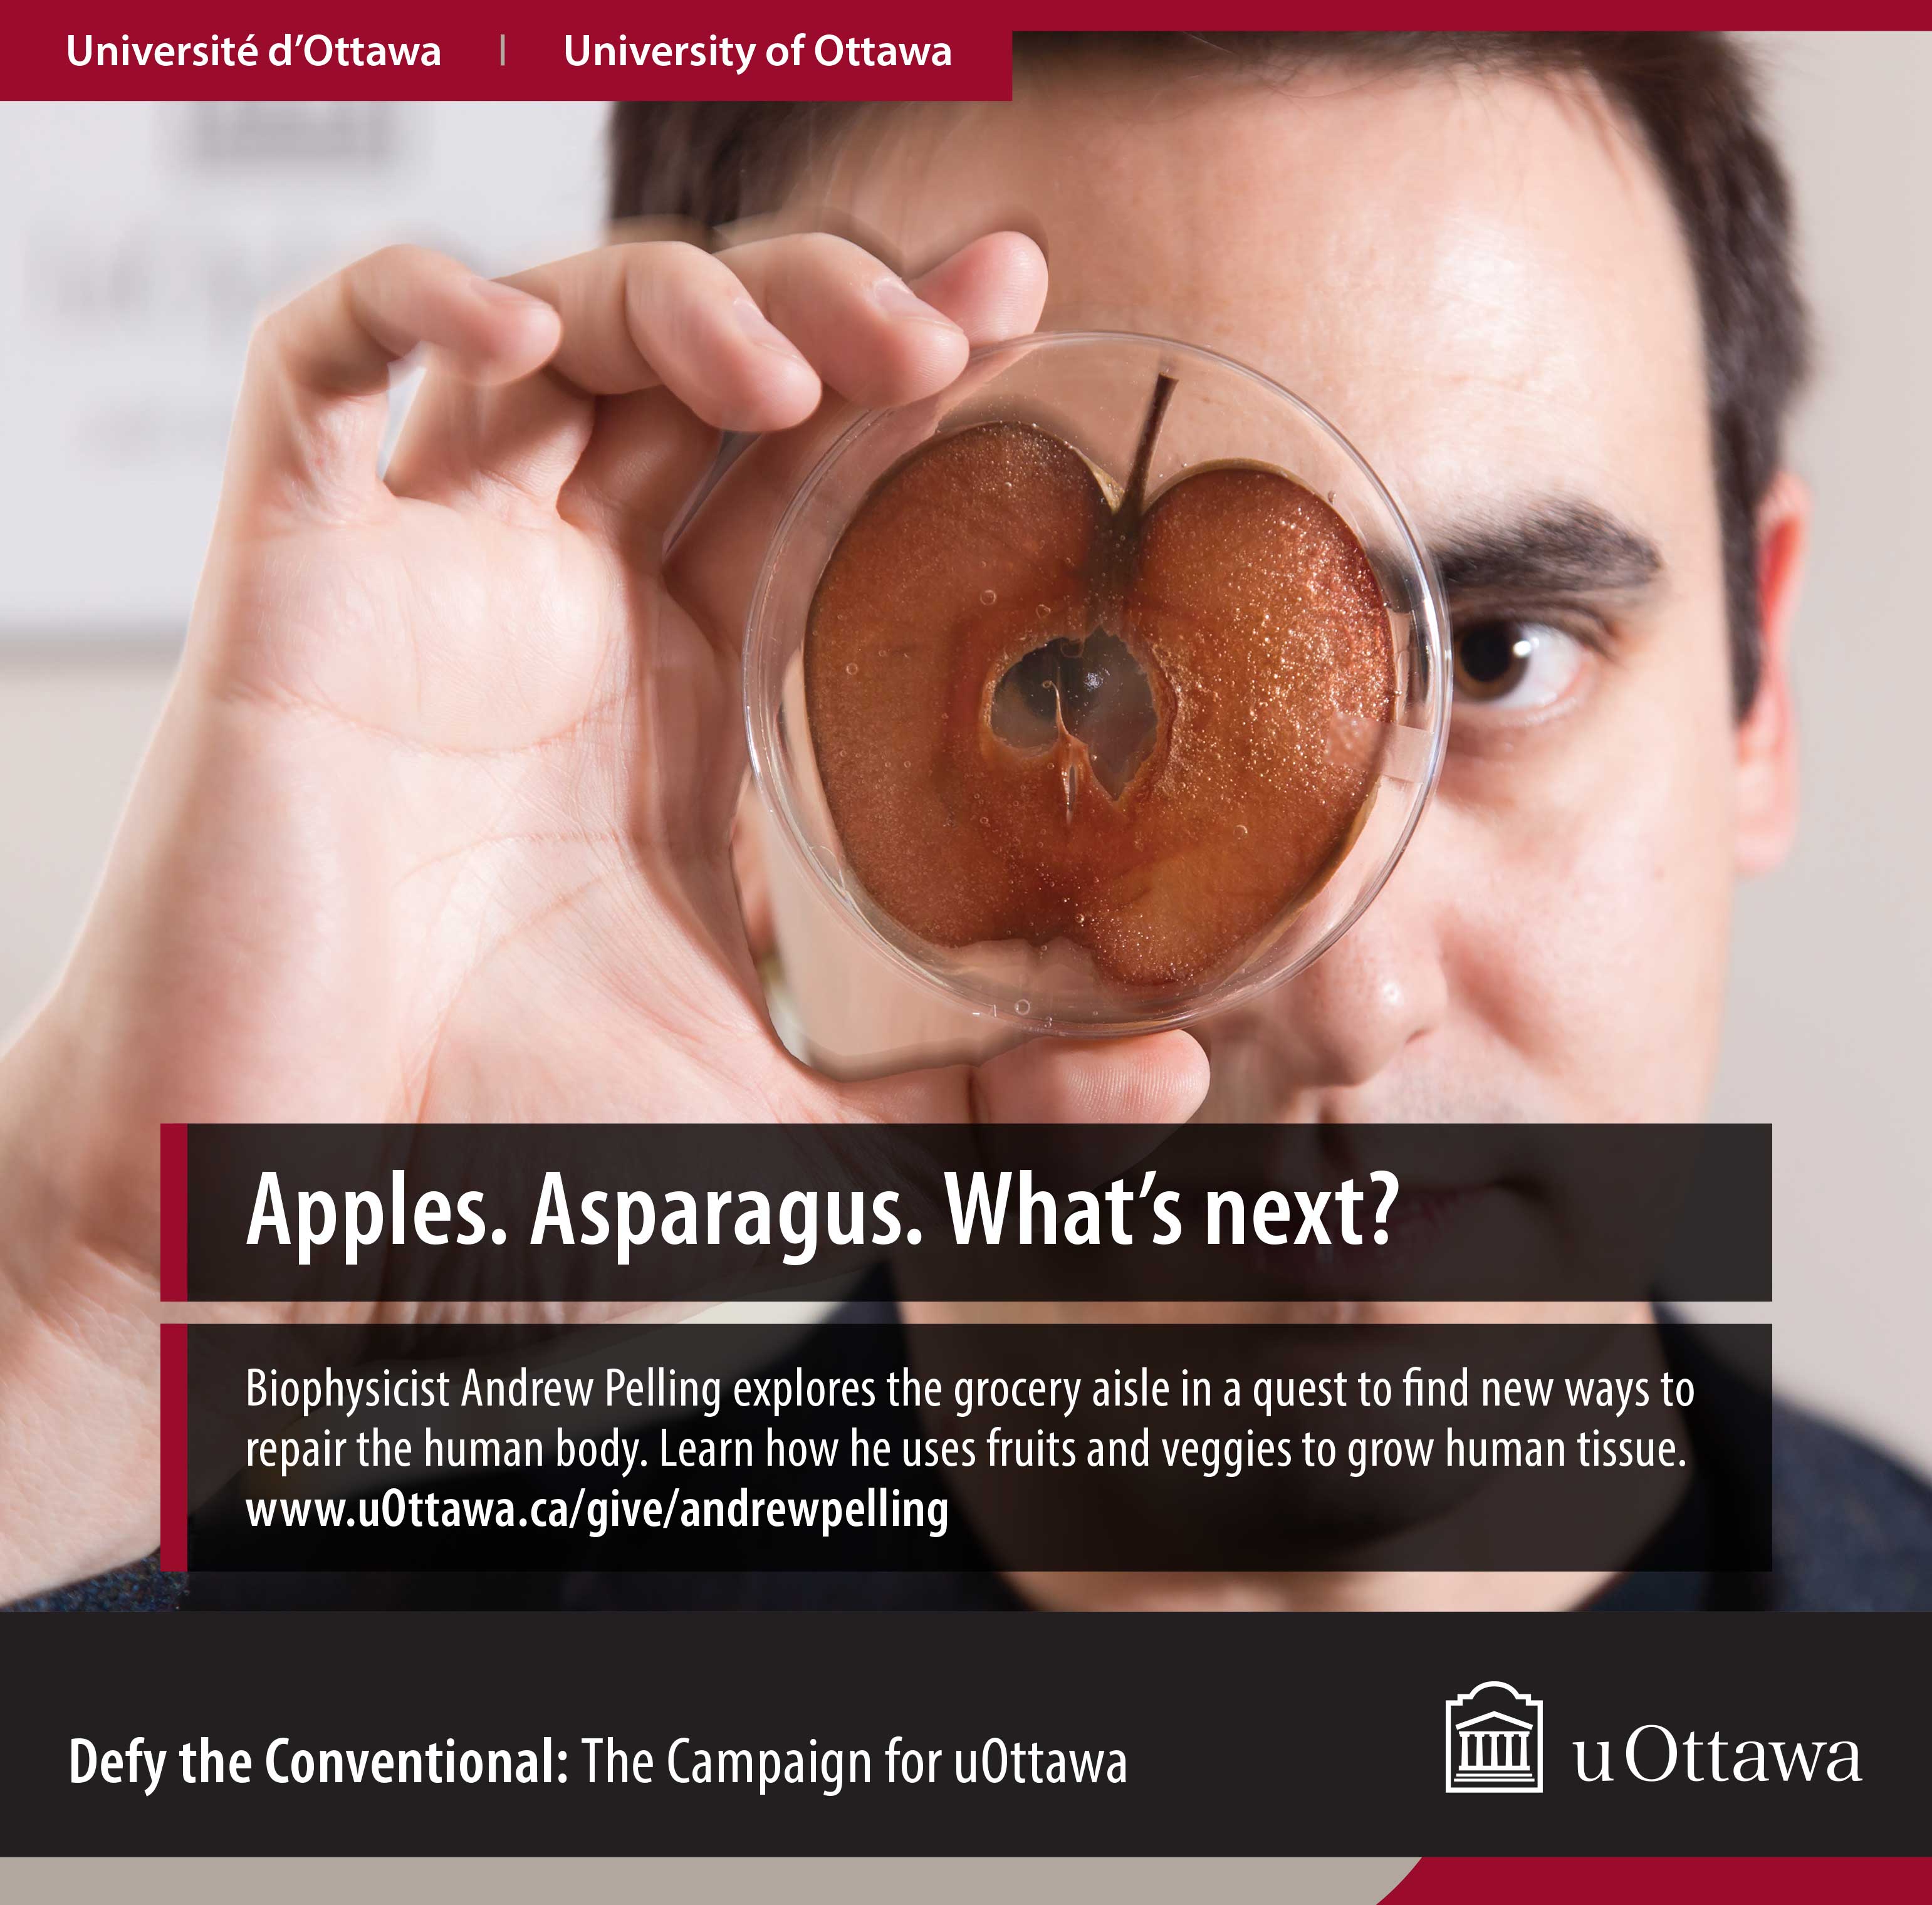 Université d'Ottawa | University of Ottawa
Apples. Asparagus. What's next?
Biophysicist Andrew Pelling explores the grocery aisle in a quest to find new ways to
repair the human body. Learn how he uses fruits and veggies to grow human tissue.
www.uOttawa.ca/give/andrewpelling
Defy the Conventional: The Campaign for uOttawa
uOttawa